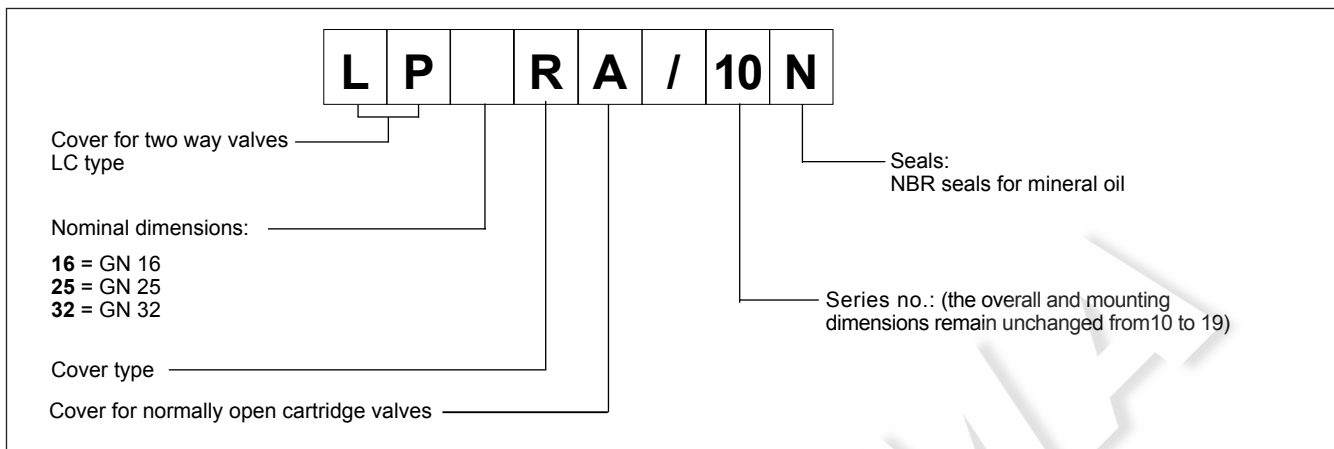 L P R A / 10 N
Cover for two way valves
LC type
Seals:
NBR seals for mineral oil
Nominal dimensions:
16 = GN 16
25 = GN 25
32 = GN 32
Series no.: (the overall and mounting
dimensions remain unchanged from10 to 19)
Cover type
Cover for normally open cartridge valves